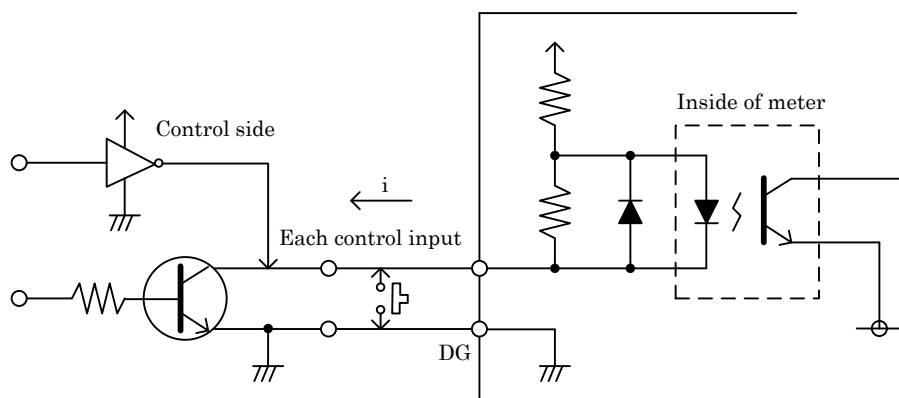 Inside of meter
Control side
i
Each control input
DG